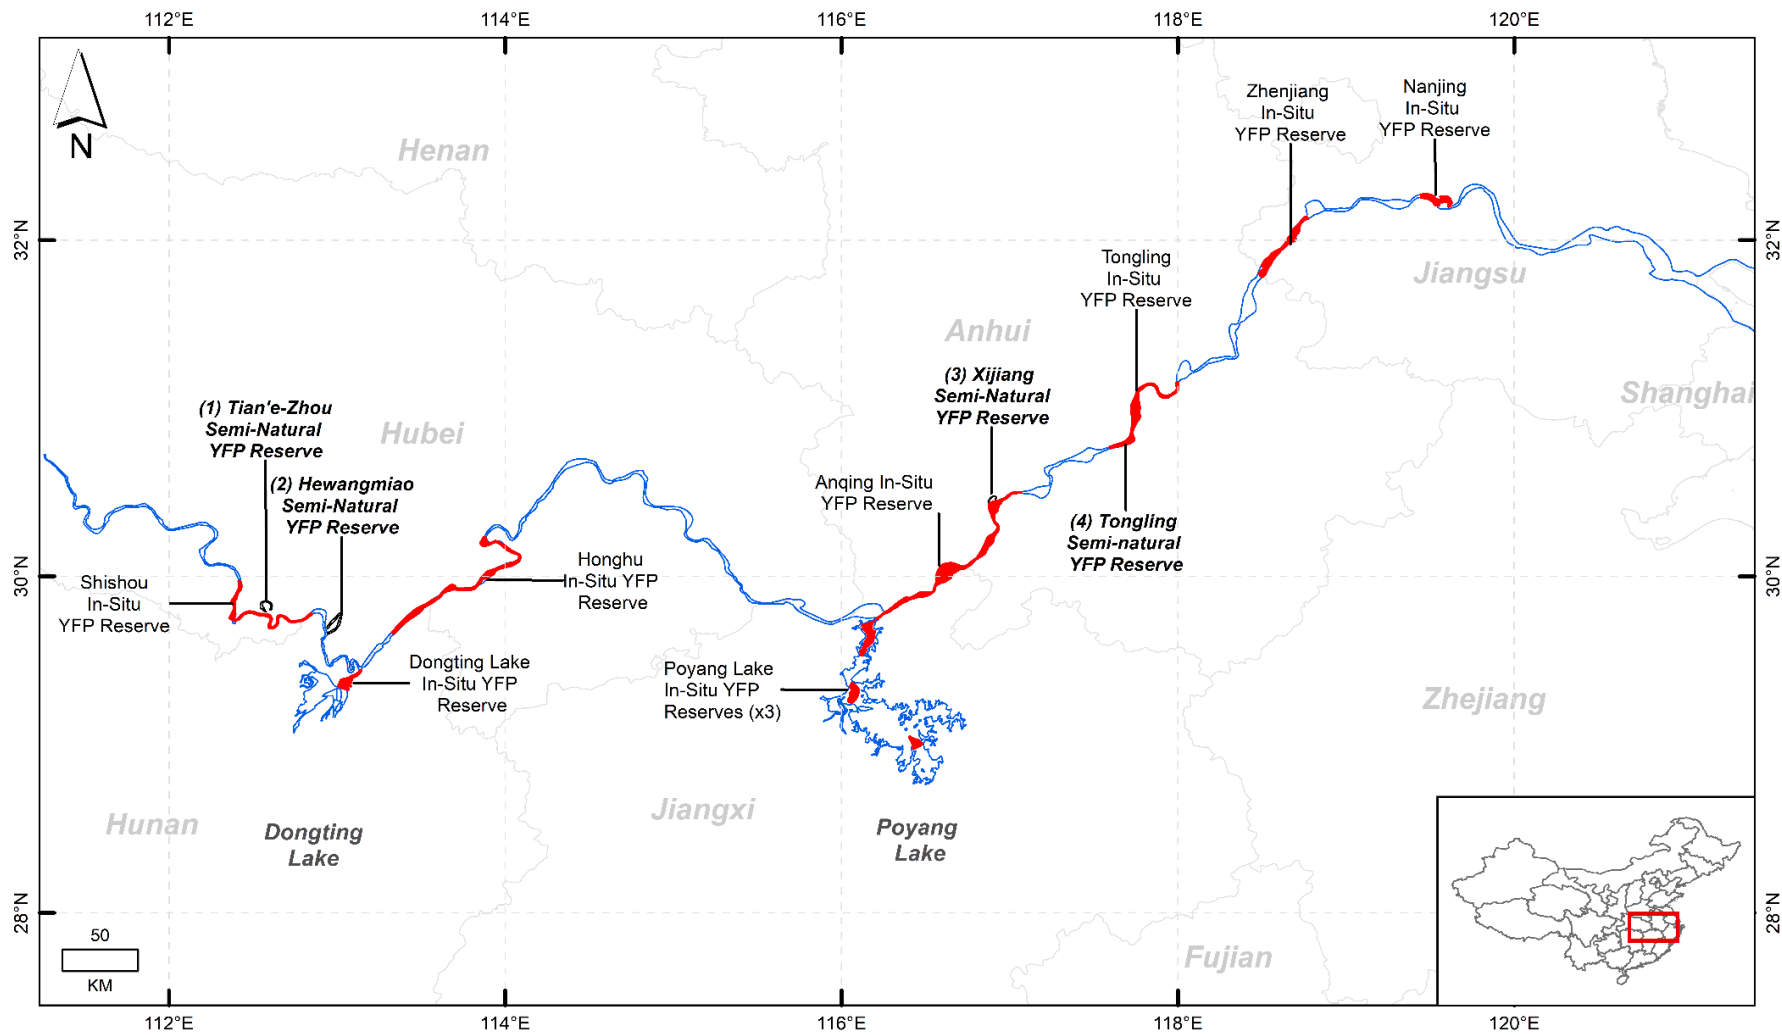 112°E
114°E
116°E
118°E
120°E
N
Henan
Zhenjiang
In-Situ
YFP Reserve
Nanjing
In-Situ
YFP Reserve
32°N
32°N
Tongling
In-Situ
YFP Reserve
Jiangsu
Anhui
(3) Xijiang
Semi-Natural
YFP Reserve
Shanghai
(1) Tian'e-Zhou
Semi-Natural
YFP Reserve
Hubei
(2) Hewangmiao
Semi-Natural
YFP Reserve
Anqing In-Situ
YFP Reserve
(4) Tongling
Semi-natural
YFP Reserve
30°N
30°N
Shishou
In-Situ
YFP Reserve
Honghu
In-Situ YFP
Reserve
Dongting Lake
In-Situ YFP
Reserve
Poyang Lake
In-Situ YFP
Reserves (x3)
Zhejiang
Hunan
Dongting
Lake
Jiangxi
Poyang
Lake
28°N
28°N
50
KM
Fujian
112°E
114°E
116°E
118°E
120°E